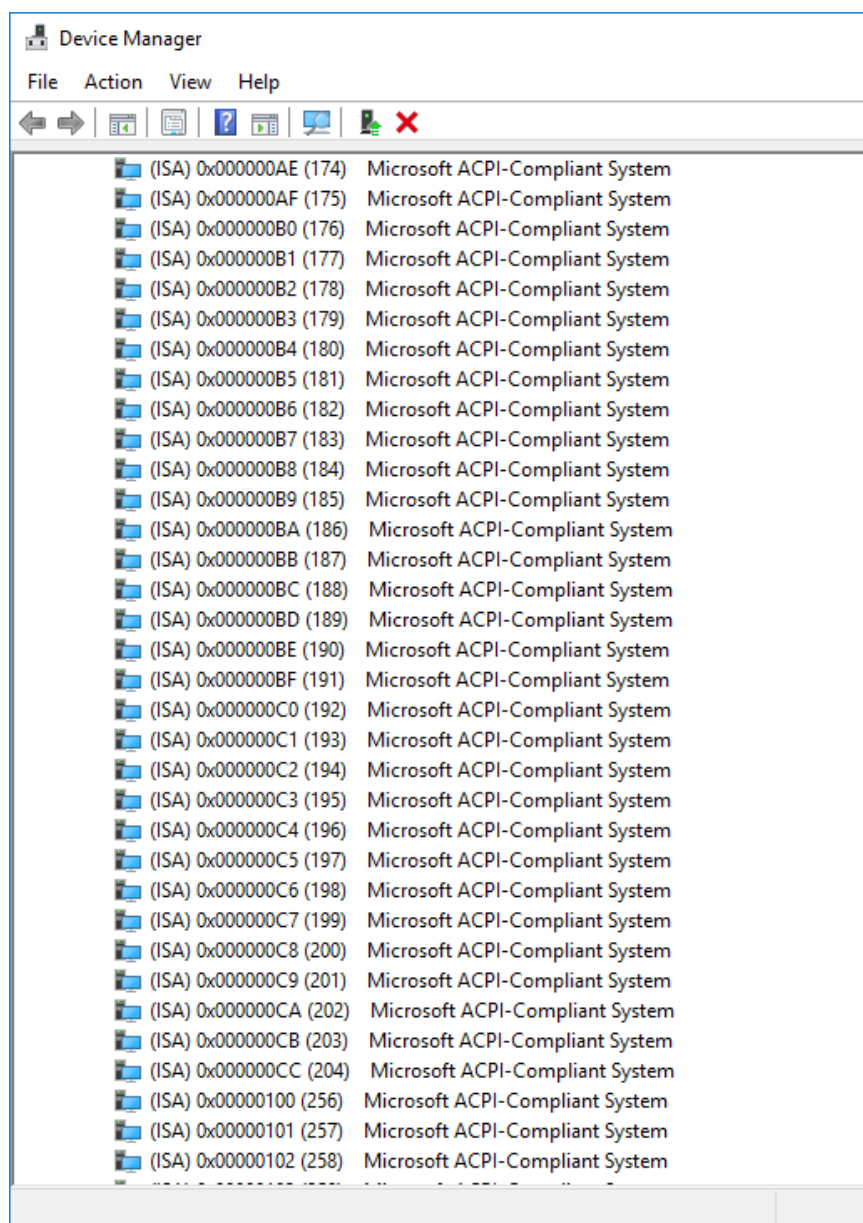 Device Manager
File Action View Help
(ISA) 0x000000AE (174) Microsoft ACPI-Compliant System
(ISA) 0x000000AF (175) Microsoft ACPI-Compliant System
(ISA) 0x000000B0 (176) Microsoft ACPI-Compliant System
(ISA) 0x000000B1 (177) Microsoft ACPI-Compliant System
(ISA) 0x000000B2 (178) Microsoft ACPI-Compliant System
(ISA) 0x000000B3 (179) Microsoft ACPI-Compliant System
(ISA) 0x000000B4 (180) Microsoft ACPI-Compliant System
(ISA) 0x000000B5 (181) Microsoft ACPI-Compliant System
(ISA) 0x000000B6 (182) Microsoft ACPI-Compliant System
(ISA) 0x000000B7 (183) Microsoft ACPI-Compliant System
(ISA) 0x000000B8 (184) Microsoft ACPI-Compliant System
(ISA) 0x000000B9 (185) Microsoft ACPI-Compliant System
(ISA) 0x000000BA (186) Microsoft ACPI-Compliant System
(ISA) 0x000000BB (187) Microsoft ACPI-Compliant System
(ISA) 0x000000BC (188) Microsoft ACPI-Compliant System
(ISA) 0x000000BD (189) Microsoft ACPI-Compliant System
(ISA) 0x000000BE (190) Microsoft ACPI-Compliant System
(ISA) 0x000000BF (191) Microsoft ACPI-Compliant System
(ISA) 0x000000C0 (192) Microsoft ACPI-Compliant System
(ISA) 0x000000C1 (193) Microsoft ACPI-Compliant System
(ISA) 0x000000C2 (194) Microsoft ACPI-Compliant System
(ISA) 0x000000C3 (195) Microsoft ACPI-Compliant System
(ISA) 0x000000C4 (196) Microsoft ACPI-Compliant System
(ISA) 0x000000C5 (197) Microsoft ACPI-Compliant System
(ISA) 0x000000C6 (198) Microsoft ACPI-Compliant System
(ISA) 0x000000C7 (199) Microsoft ACPI-Compliant System
(ISA) 0x000000C8 (200) Microsoft ACPI-Compliant System
(ISA) 0x000000C9 (201) Microsoft ACPI-Compliant System
(ISA) 0x000000CA (202) Microsoft ACPI-Compliant System
(ISA) 0x000000CB (203) Microsoft ACPI-Compliant System
(ISA) 0x000000CC (204) Microsoft ACPI-Compliant System
(ISA) 0x00000100 (256) Microsoft ACPI-Compliant System
(ISA) 0x00000101 (257) Microsoft ACPI-Compliant System
(ISA) 0x00000102 (258) Microsoft ACPI-Compliant System